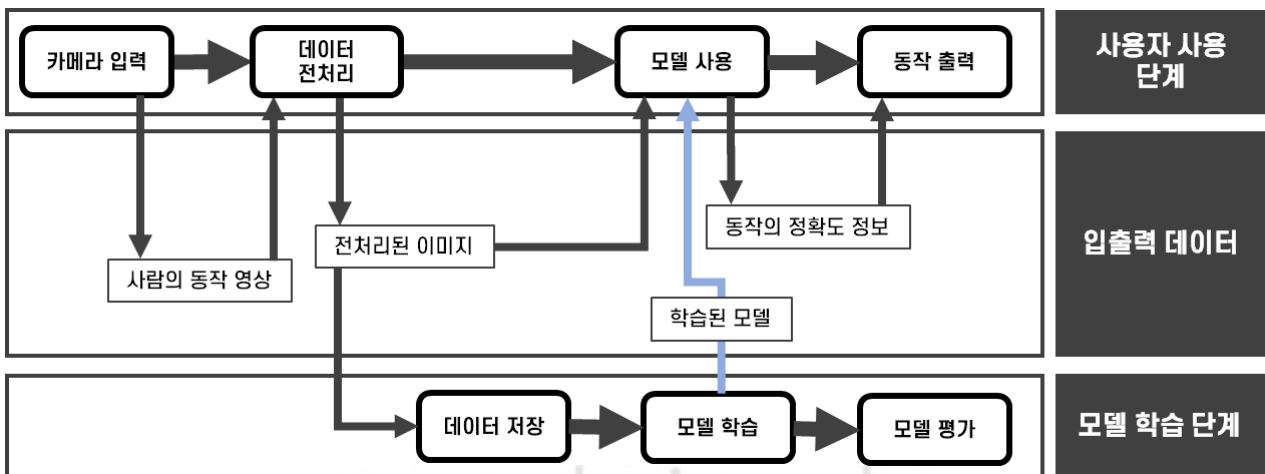 카메라 입력
데이터
전처리
모델 사용
동작 출력
사용자 사용
단계
사람의 동작 영상
전처리된 이미지
동작의 정확도 정보
학습된 모델
입출력 데이터
데이터 저장
모델 학습
모델 평가
모델 학습 단계